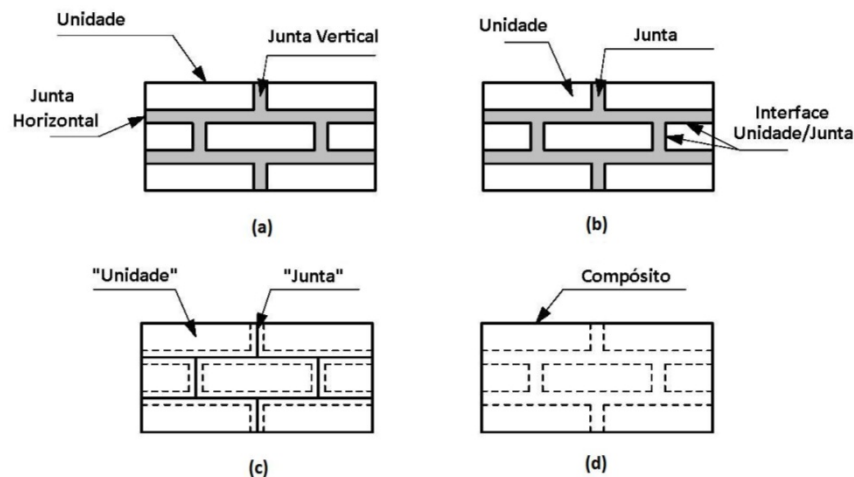 Unidade
Junta Vertical
Junta
Horizontal
(a)
Unidade
Junta
Interface
Unidade/Junta
(b)
"Unidade"
"Junta"
(c)
Compósito
(d)